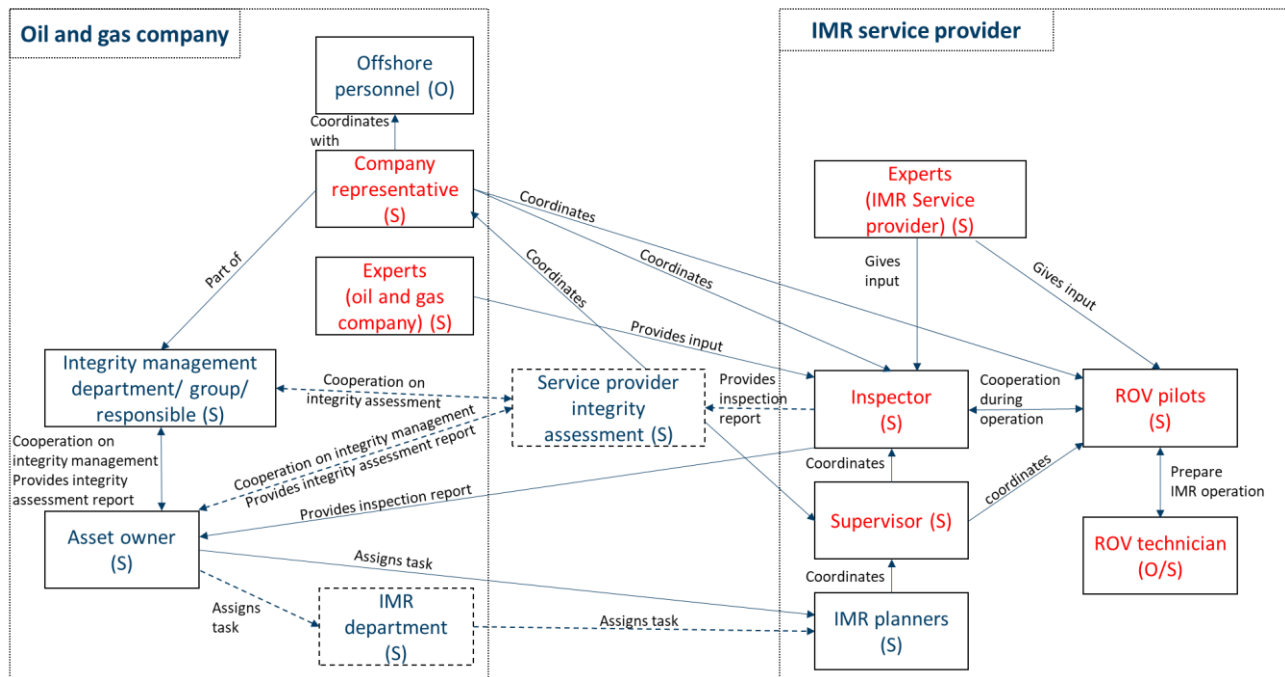 Oil and gas company
IMR service provider
Offshore
personnel (O)
Coordinates
with
Company
representative
(S)
Coordinates
Experts
(IMR Service
provider) (S)
Part of
Coordinates
Coordinates
Gives
input
Gives input
Experts
(oil and gas
company) (S)
Provides input
Integrity management
department/ group/
responsible (S)
Cooperation on
integrity assessment
Service provider
integrity
assessment (S)
Provides
inspection
report
Inspector
(S)
Cooperation
during
operation
ROV pilots
(S)
Cooperation on
integrity management
Provides integrity
assessment report
Cooperation on integrity management
Provides integrity assessment report
Provides inspection report
Coordinates
coordinates
Prepare
IMR operation
Asset owner
(S)
Supervisor (S)
ROV technician
(O/S)
Assigns task
Coordinates
Assigns
task
IMR
department
(S)
Assigns task
IMR planners
(S)